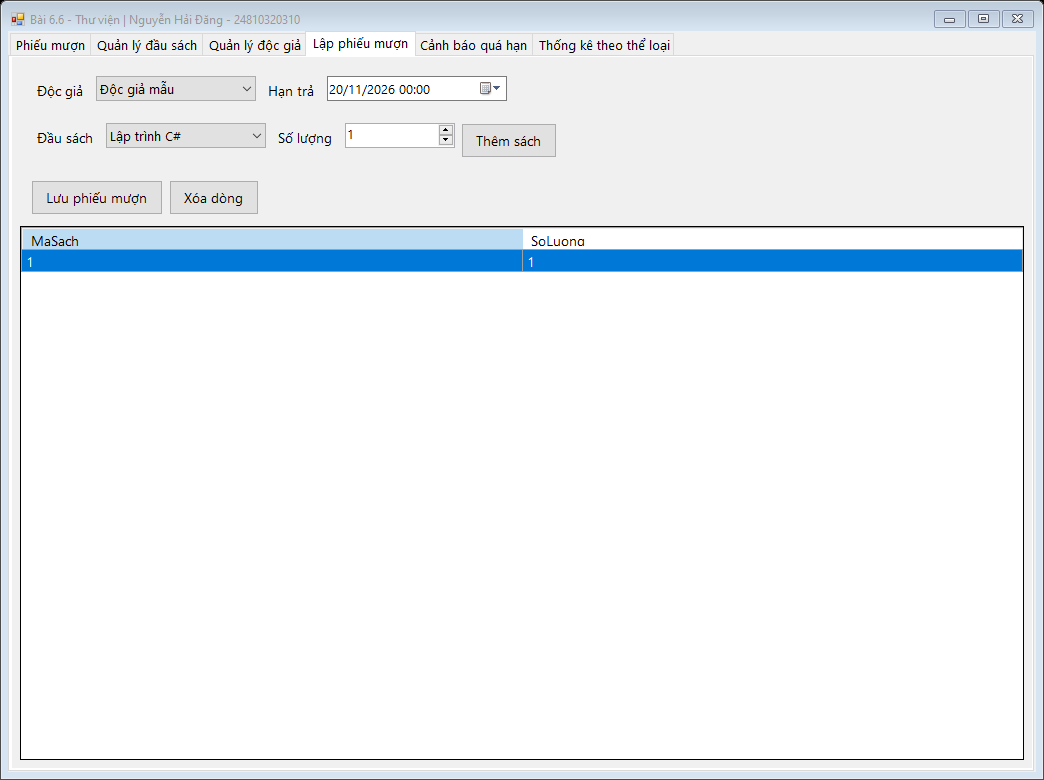 Bài 6.6 - Thư viện | Nguyễn Hải Đăng - 24810320310
Phiếu mượn Quản lý đầu sách Quản lý độc giả Lập phiếu mượn Cảnh báo quá hạn Thống kê theo thể loại
Độc giả Độc giả mẫu Hạn trả 20/11/2026 00:00
Đầu sách Lập trình C# Số lượng 1 Thêm sách
Lưu phiếu mượn Xóa dòng
MaSach SoLuong
1 1